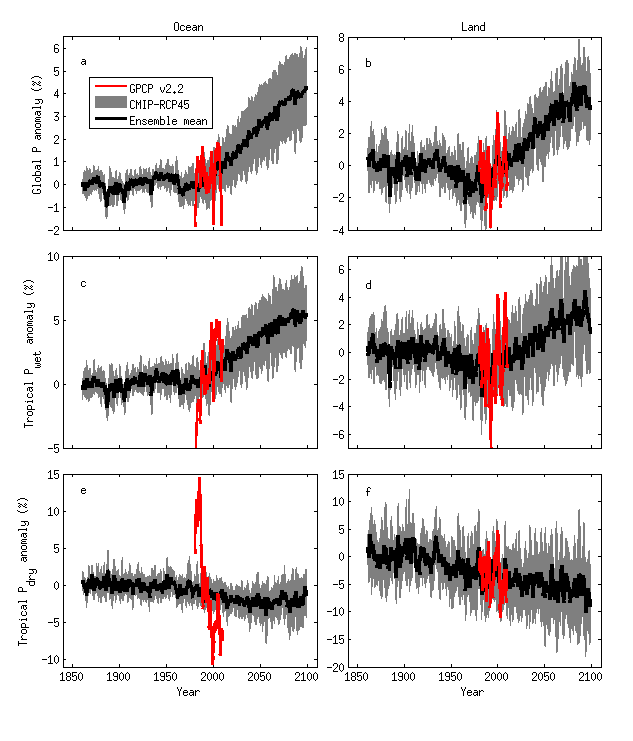 Ocean
Land
Global P anomaly (%)
a
GPCP v2.2
CMIP-RCP45
Ensemble mean
6
5
4
3
2
1
0
-1
-2
b
8
6
4
2
0
-2
-4
Tropical P wet anomaly (%)
c
10
5
0
-5
d
6
4
2
0
-2
-4
-6
Tropical P dry anomaly (%)
e
15
10
5
0
-5
-10
1850 1900 1950 2000 2050 2100
Year
f
15
10
5
0
-5
-10
-15
-20
1850 1900 1950 2000 2050 2100
Year